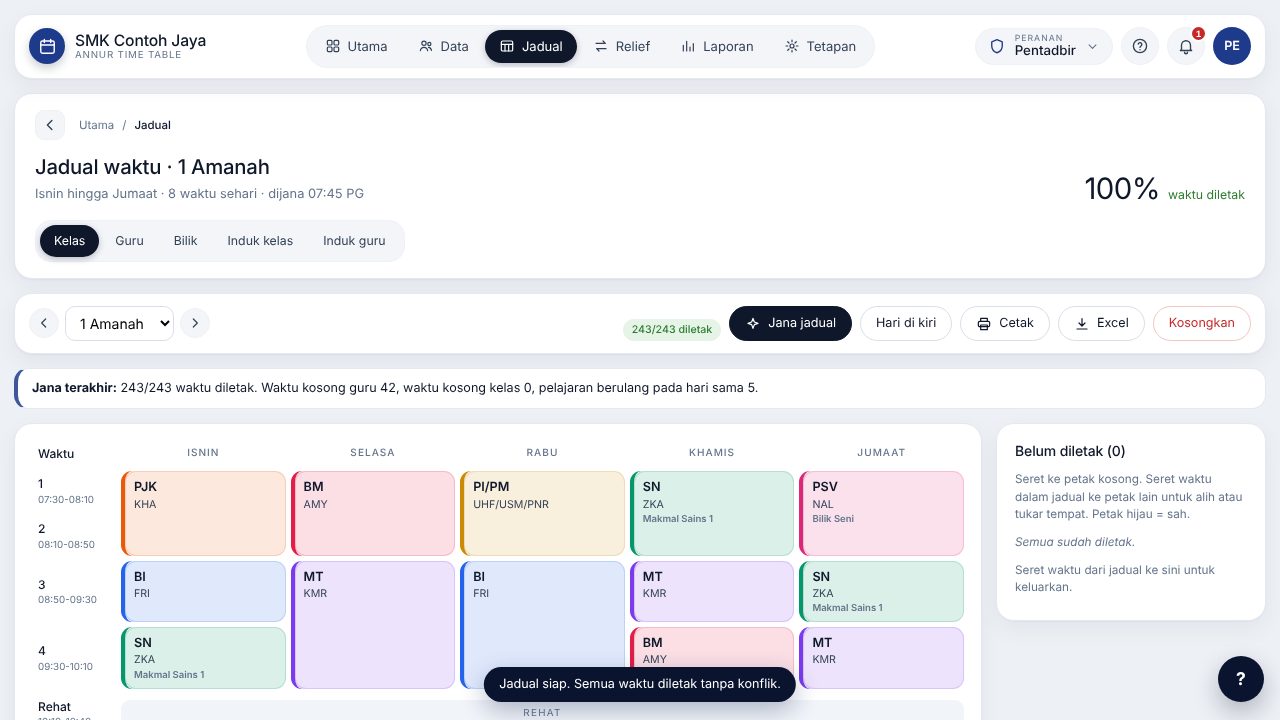 SMK Contoh Jaya
ANNUR TIME TABLE
Utama
Data
Jadual
Relief
Laporan
Tetapan
PERANAN
Pentadbir
1
PE
Utama / Jadual
Jadual waktu · 1 Amanah
Isnin hingga Jumaat · 8 waktu sehari · dijana 07:45 PG
100% waktu diletak
Kelas
Guru
Bilik
Induk kelas
Induk guru
1 Amanah
243/243 diletak
Jana jadual
Hari di kiri
Cetak
Excel
Kosongkan
Jana terakhir: 243/243 waktu diletak. Waktu kosong guru 42, waktu kosong kelas 0, pelajaran berulang pada hari sama 5.
Waktu ISNIN SELASA RABU KHAMIS JUMAAT
1
07:30-08:10
2
08:10-08:50
PJK
KHA
BM
AMY
PI/PM
UHF/USM/PNR
SN
ZKA
Makmal Sains 1
PSV
NAL
Bilik Seni
3
08:50-09:30
BI
FRI
MT
KMR
BI
FRI
MT
KMR
SN
ZKA
Makmal Sains 1
4
09:30-10:10
SN
ZKA
Makmal Sains 1
BM
AMY
MT
KMR
Rehat
REHAT
Belum diletak (0)
Seret ke petak kosong. Seret waktu
dalam jadual ke petak lain untuk alih atau
tukar tempat. Petak hijau = sah.
Semua sudah diletak.
Seret waktu dari jadual ke sini untuk
keluarkan.
Jadual siap. Semua waktu diletak tanpa konflik.
?